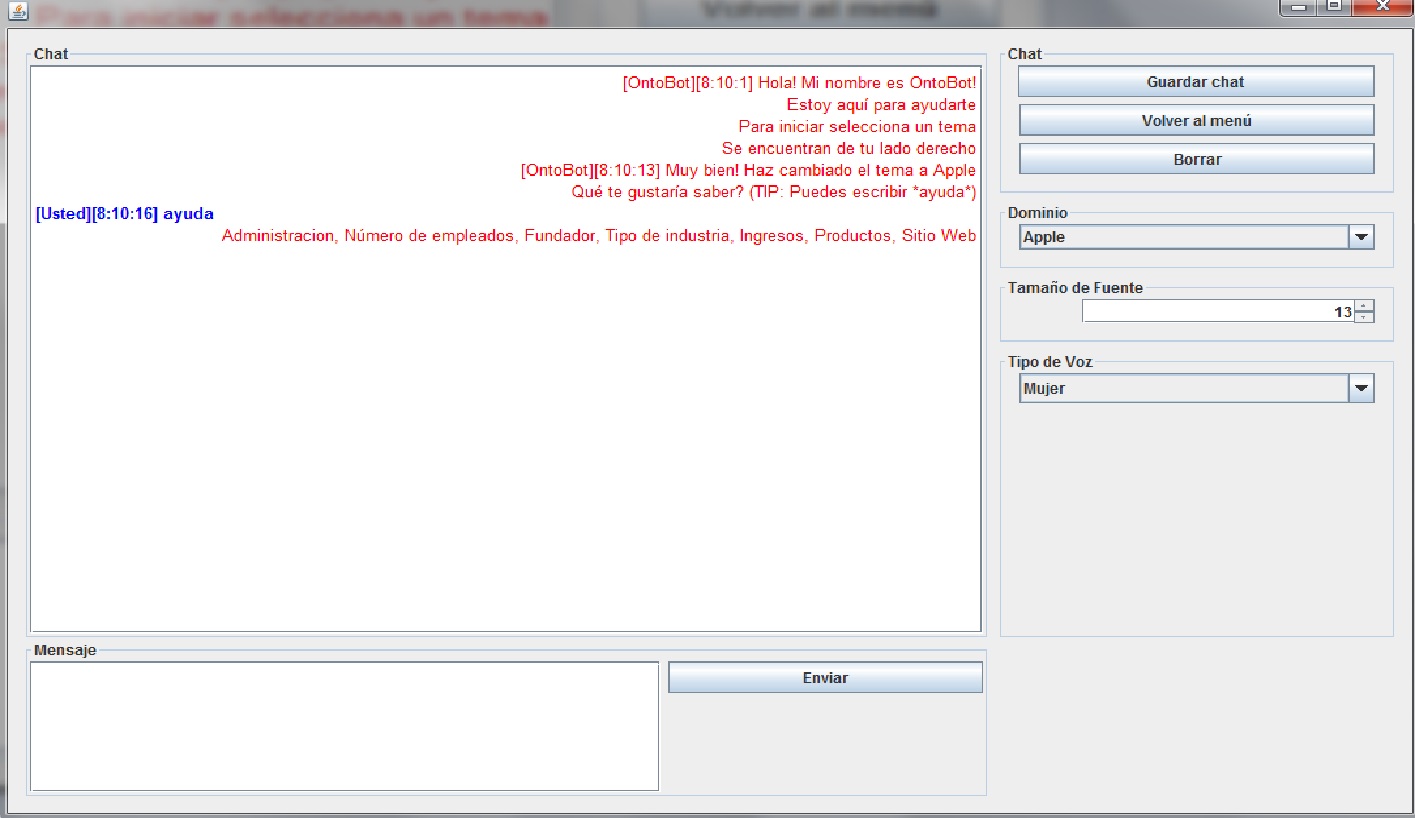 Para iniciar selecciona un tema
Volver al menú
Chat
[OntoBot][8:10:1] Hola! Mi nombre es OntoBot!
Estoy aquí para ayudarte
Para iniciar selecciona un tema
Se encuentran de tu lado derecho
[OntoBot][8:10:13] Muy bien! Haz cambiado el tema a Apple
Qué te gustaría saber? (TIP: Puedes escribir *ayuda*)
[Usted][8:10:16] ayuda
Administracion, Número de empleados, Fundador, Tipo de industria, Ingresos, Productos, Sitio Web
Mensaje
Enviar
Chat
Guardar chat
Volver al menú
Borrar
Dominio
Apple
Tamaño de Fuente
13
Tipo de Voz
Mujer